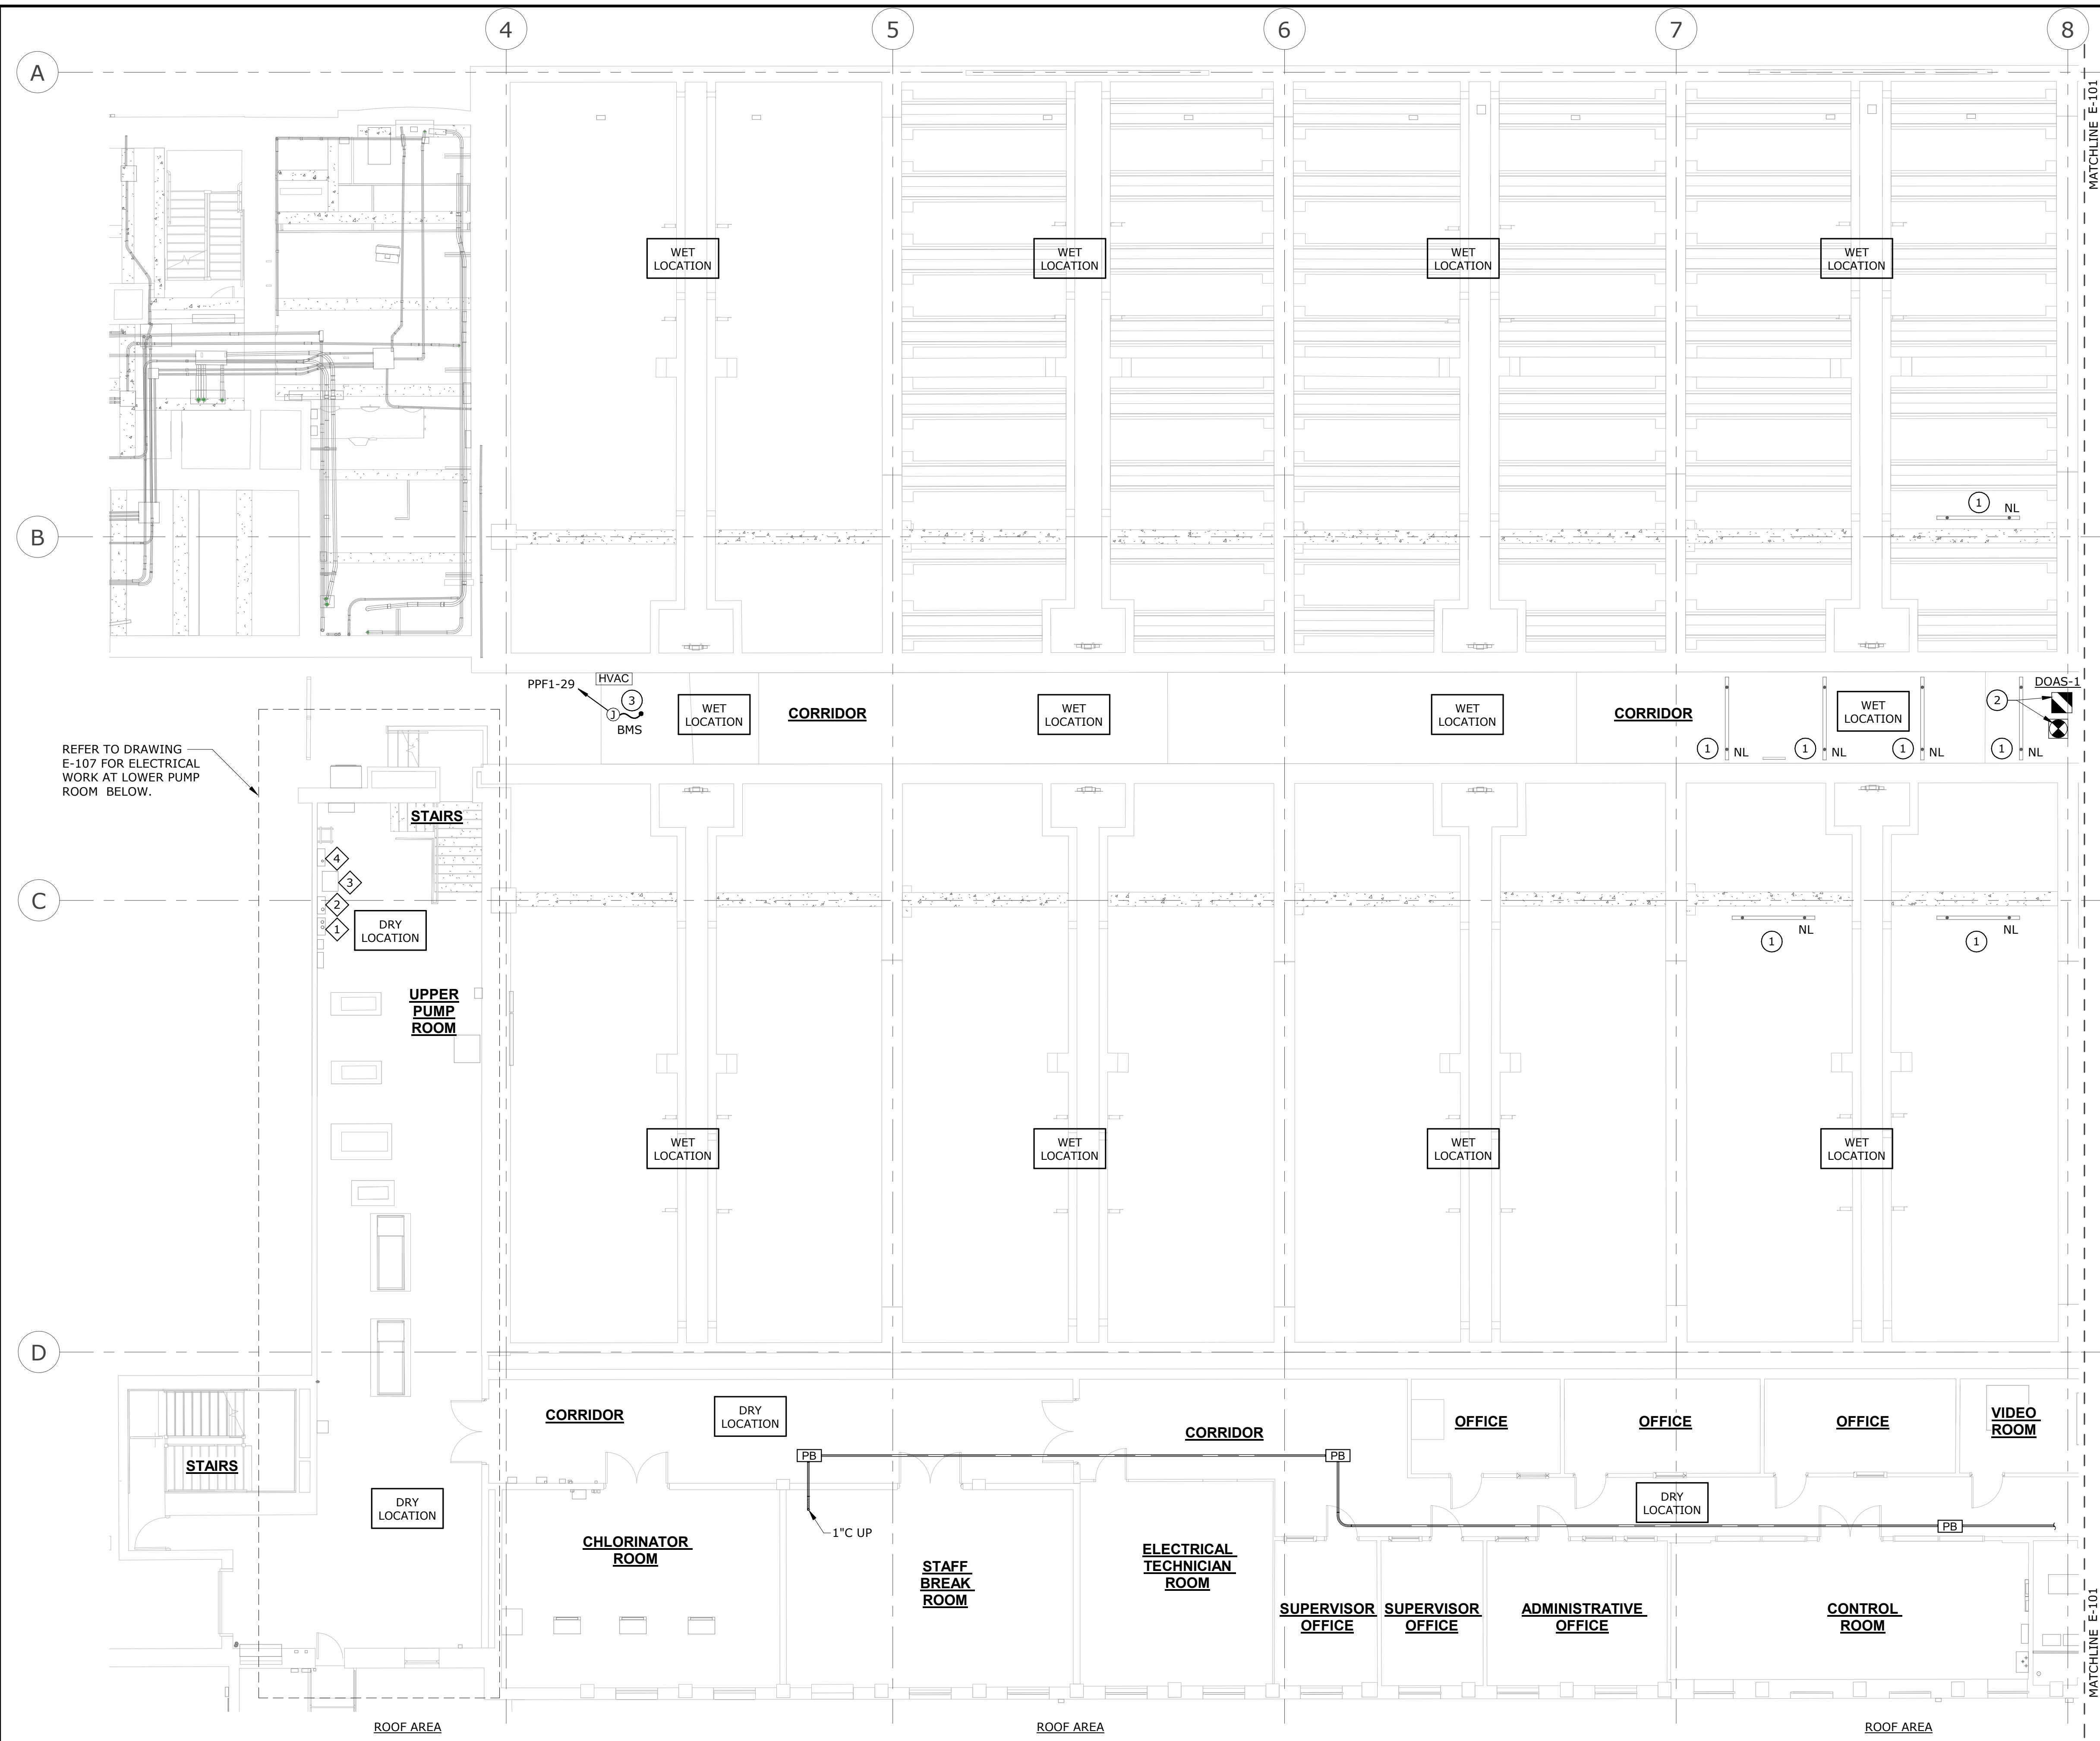 4
5
6
7
8
A
MATCHLINE E-101
WET
LOCATION
WET
LOCATION
WET
LOCATION
WET
LOCATION
1
NL
B
HVAC
PPF1-29
3
J
BMS
WET
LOCATION
CORRIDOR
WET
LOCATION
WET
LOCATION
CORRIDOR
WET
LOCATION
DOAS-1
2
1
NL
1
NL
1
NL
1
NL
REFER TO DRAWING
E-107 FOR ELECTRICAL
WORK AT LOWER PUMP
ROOM BELOW.
STAIRS
4
3
2
1
C
DRY
LOCATION
1
NL
1
NL
UPPER
PUMP
ROOM
WET
LOCATION
WET
LOCATION
WET
LOCATION
WET
LOCATION
D
CORRIDOR
DRY
LOCATION
CORRIDOR
OFFICE
OFFICE
OFFICE
VIDEO
ROOM
PB
PB
STAIRS
DRY
LOCATION
DRY
LOCATION
PB
1"C UP
CHLORINATOR
ROOM
STAFF
BREAK
ROOM
ELECTRICAL
TECHNICIAN
ROOM
SUPERVISOR
OFFICE
SUPERVISOR
OFFICE
ADMINISTRATIVE
OFFICE
CONTROL
ROOM
MATCHLINE E-101
ROOF AREA
ROOF AREA
ROOF AREA